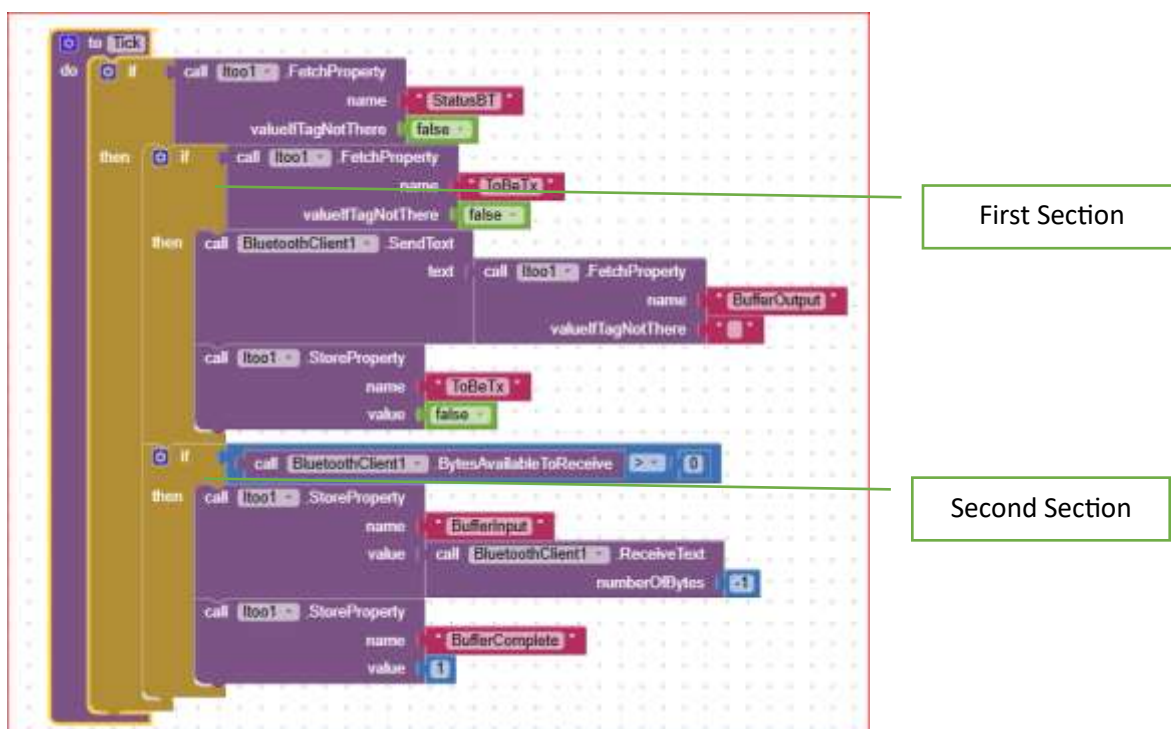 to Tick
do if call Itoo1 .FetchProperty
name " StatusBT "
valueIfTagNotThere false
then if call Itoo1 .FetchProperty
name " ToBeTx "
First Section
valueIfTagNotThere false
then call BluetoothClient1 .SendText
text call Itoo1 .FetchProperty
name " BufferOutput "
valueIfTagNotThere " "
call Itoo1 .StoreProperty
name " ToBeTx "
value false
if call BluetoothClient1 .BytesAvailableToReceive > 0
then call Itoo1 .StoreProperty
Second Section
name " BufferInput "
value call BluetoothClient1 .ReceiveText
numberOfBytes -1
call Itoo1 .StoreProperty
name " BufferComplete "
value 1